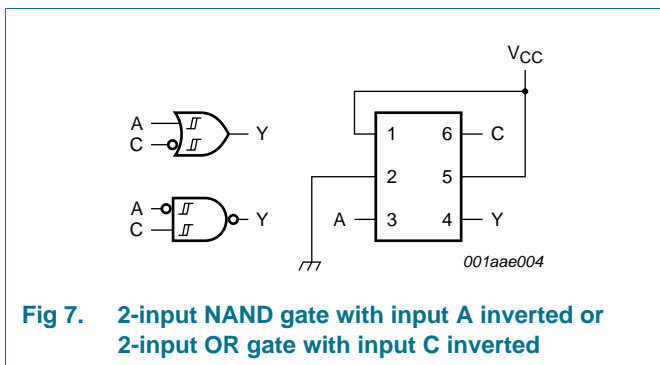 VCC
A
C
Y
A
C
Y
1 6 C
2 5
A 3 4 Y
001aae004
Fig 7. 2-input NAND gate with input A inverted or
2-input OR gate with input C inverted